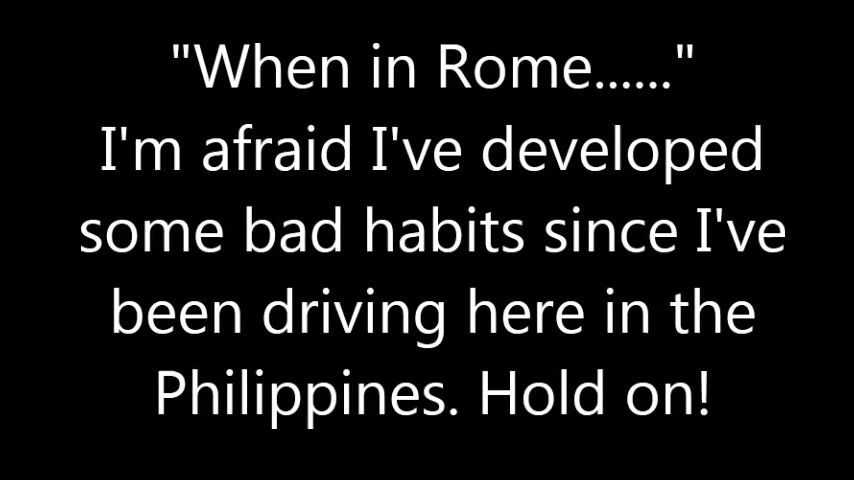 "When in Rome......"
I'm afraid I've developed
some bad habits since I've
been driving here in the
Philippines. Hold on!